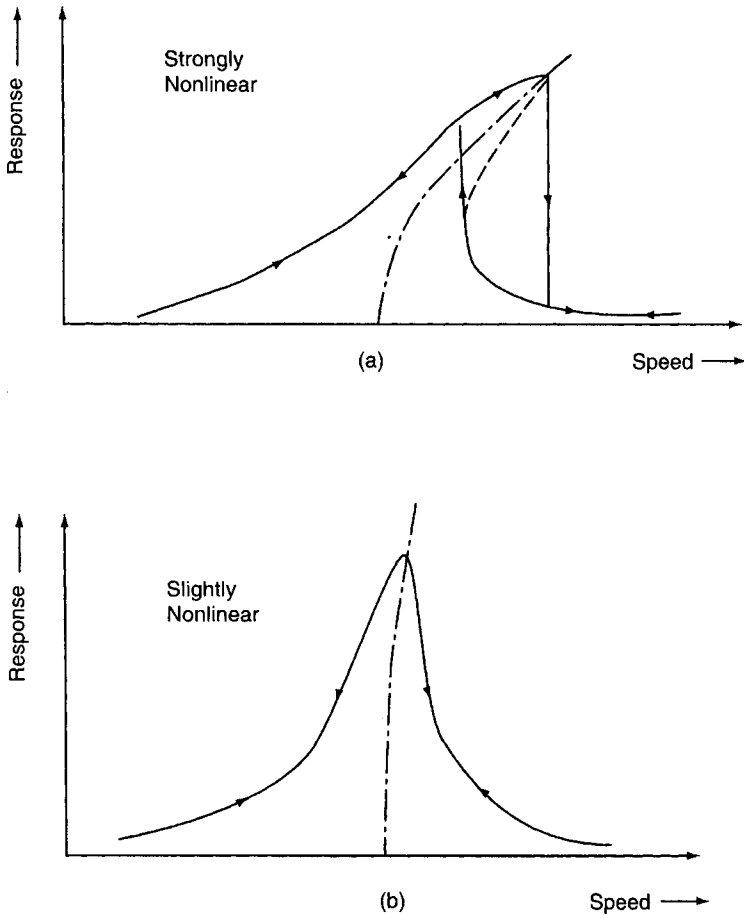 Strongly
Nonlinear
Response
(a)
Speed
Slightly
Nonlinear
Response
(b)
Speed